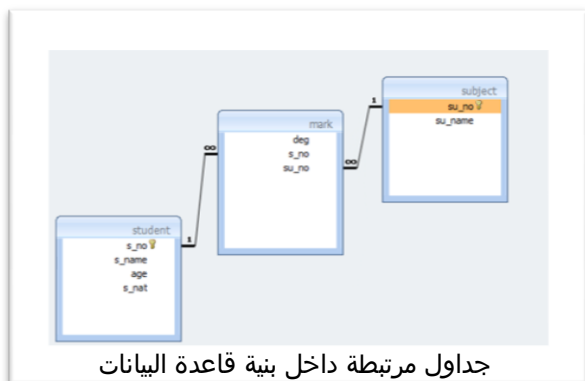 subject
su_no
su_name
1
∞
mark
deg
s_no
su_no
∞
1
student
s_no
s_name
age
s_nat
جداول مرتبطة داخل بنية قاعدة البيانات